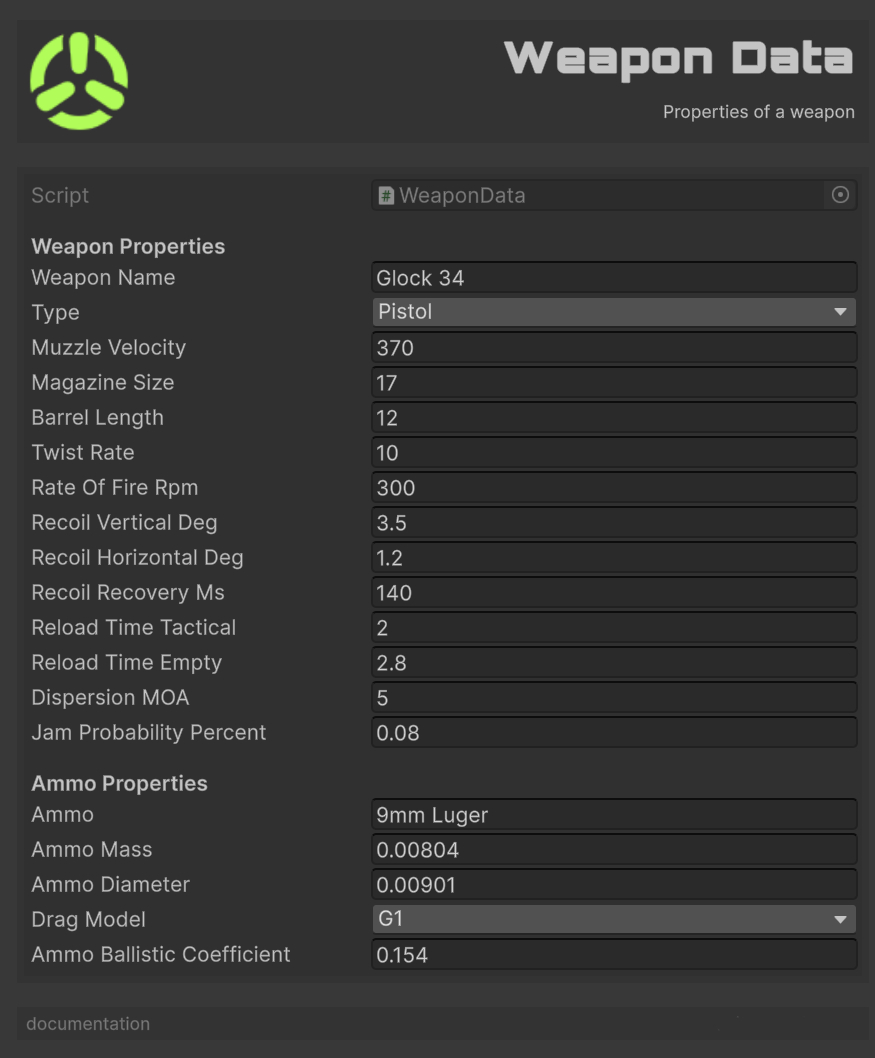 Weapon Data
Properties of a weapon
Script # WeaponData
Weapon Properties
Weapon Name Glock 34
Type Pistol
Muzzle Velocity 370
Magazine Size 17
Barrel Length 12
Twist Rate 10
Rate Of Fire Rpm 300
Recoil Vertical Deg 3.5
Recoil Horizontal Deg 1.2
Recoil Recovery Ms 140
Reload Time Tactical 2
Reload Time Empty 2.8
Dispersion MOA 5
Jam Probability Percent 0.08
Ammo Properties
Ammo 9mm Luger
Ammo Mass 0.00804
Ammo Diameter 0.00901
Drag Model G1
Ammo Ballistic Coefficient 0.154
documentation